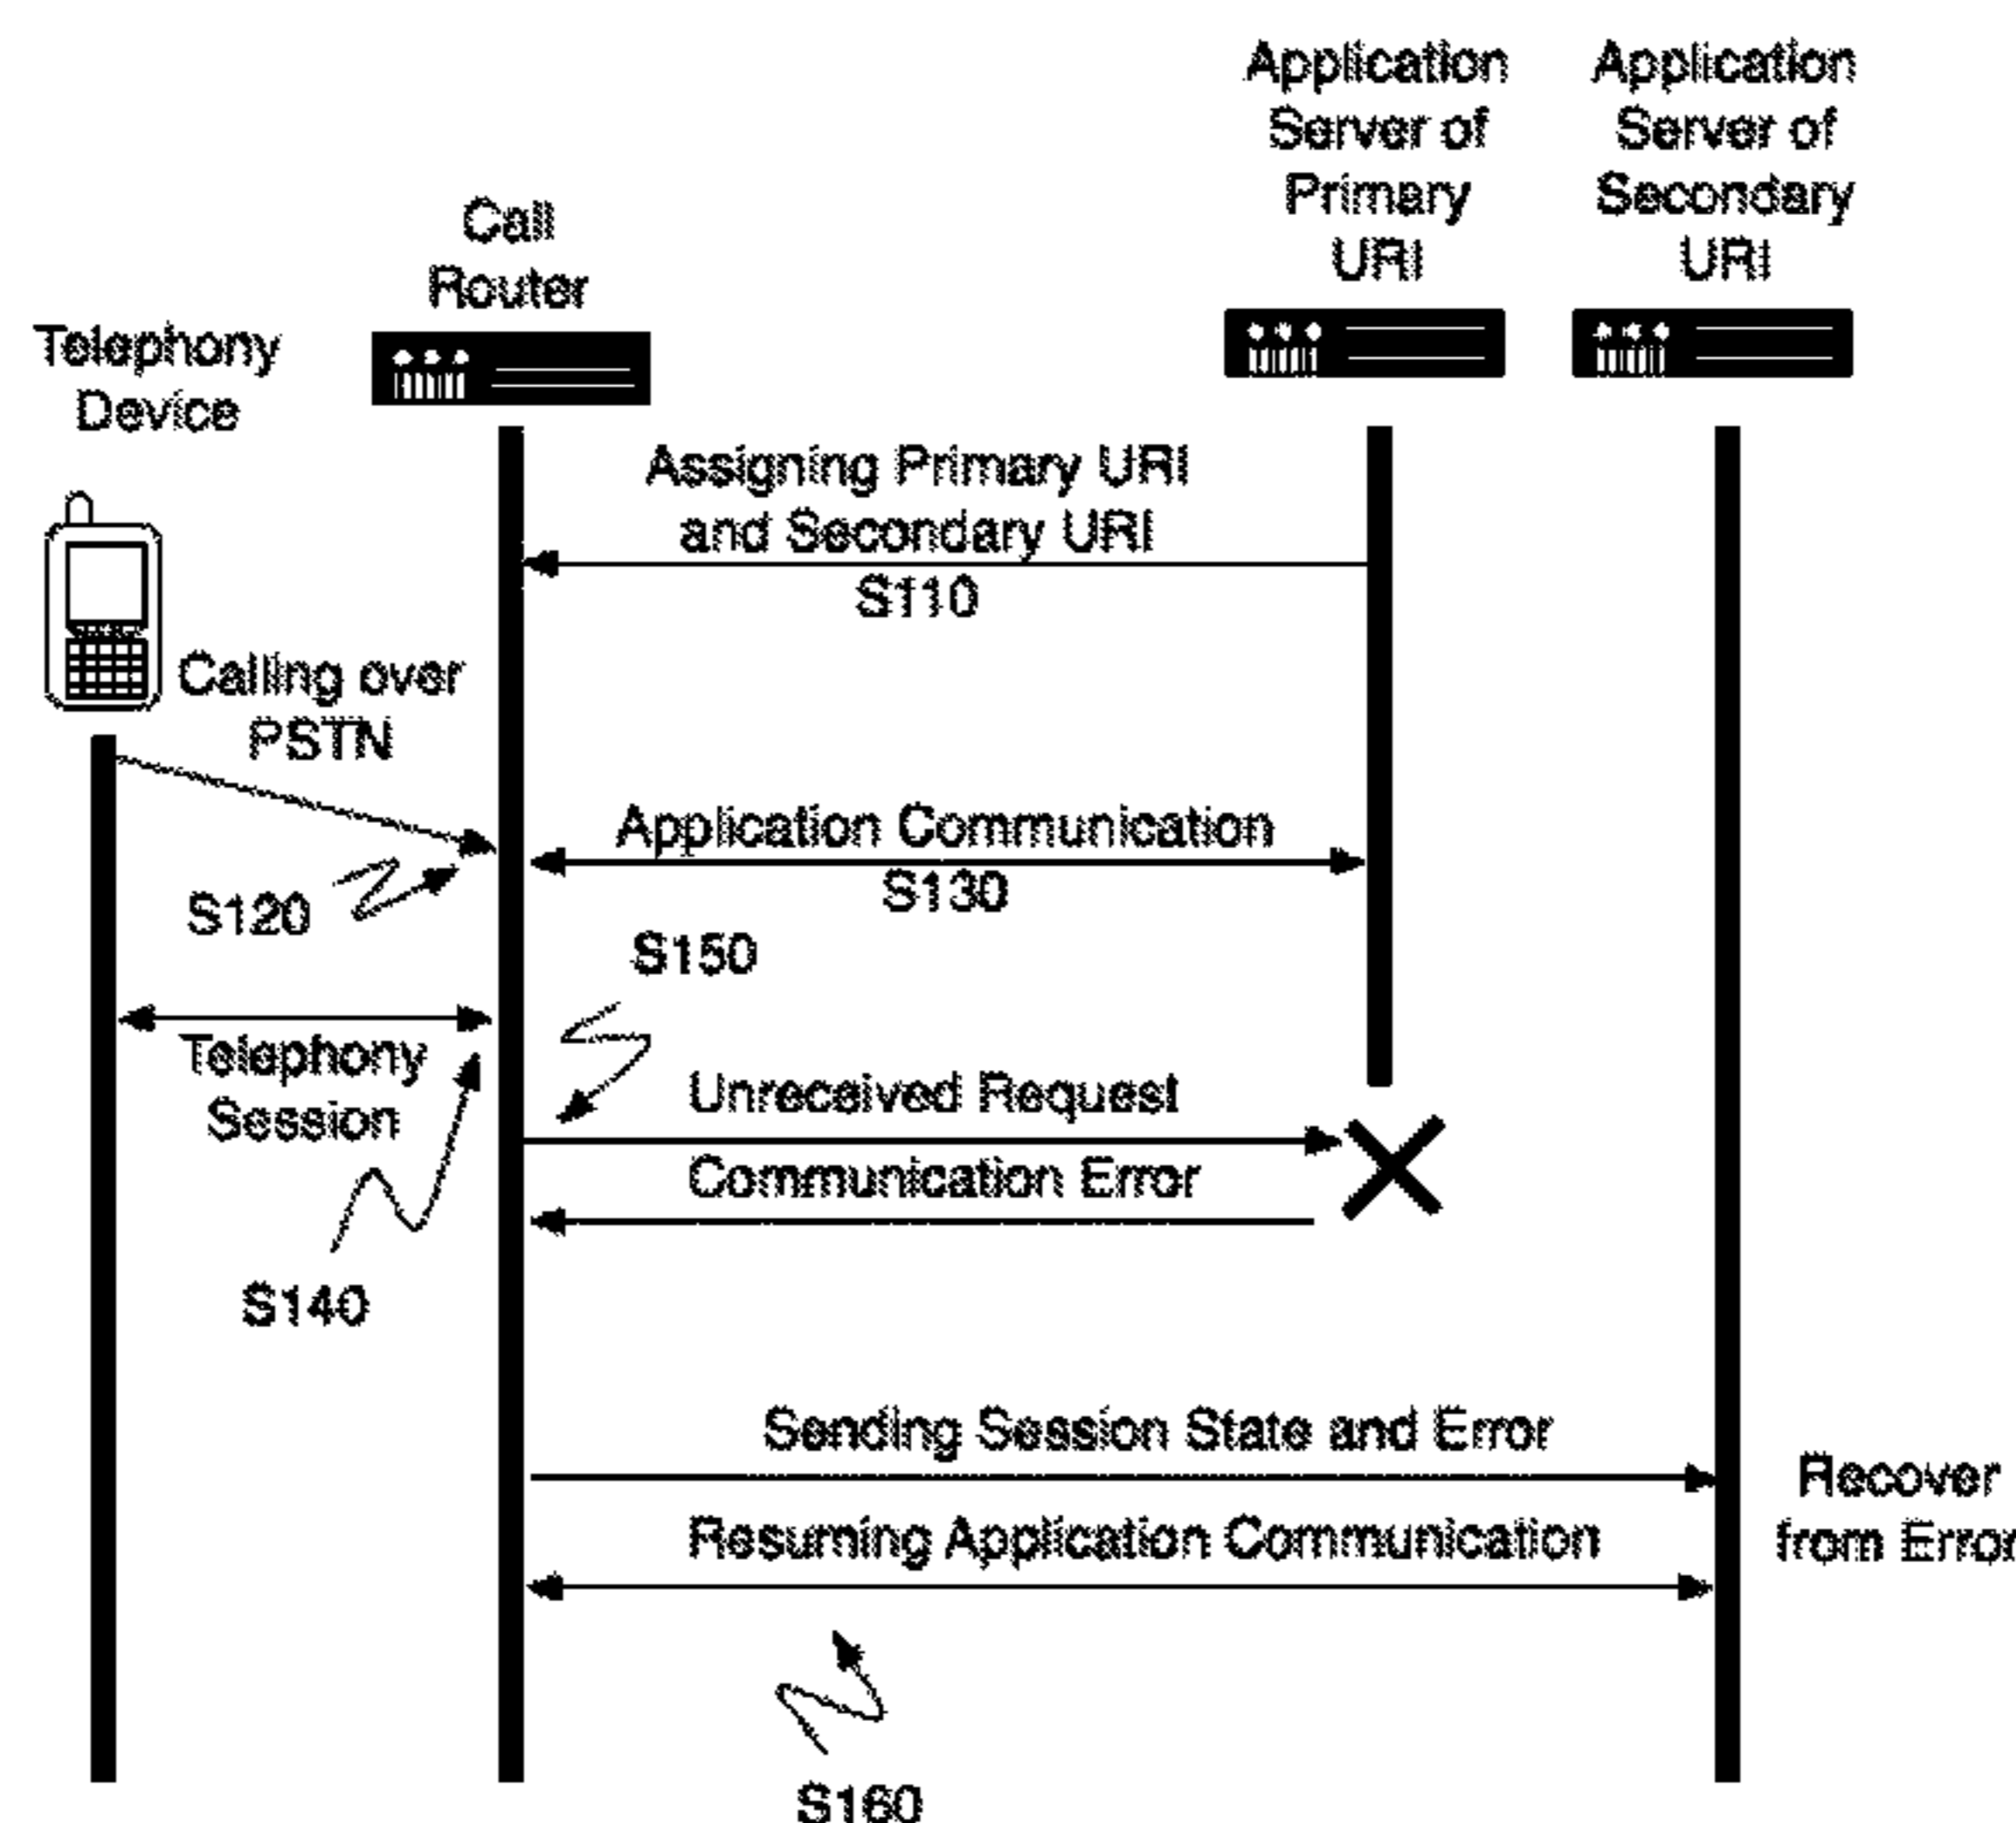 Application
Server of
Primary
URI
Application
Server of
Secondary
URI
Call
Router
Telephony
Device
Assigning Primary URI
and Secondary URI
S110
Calling over
PSTN
Application Communication
S130
S120
S150
Telephony
Session
Unreceived Request
Communication Error
S140
Sending Session State and Error
Recover
from Error
Resuming Application Communication
S160